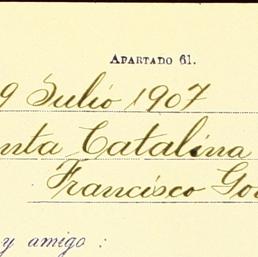 APARTADO 61.
9 Julio 1907
nta Catalina
Francisco Go
y amigo: